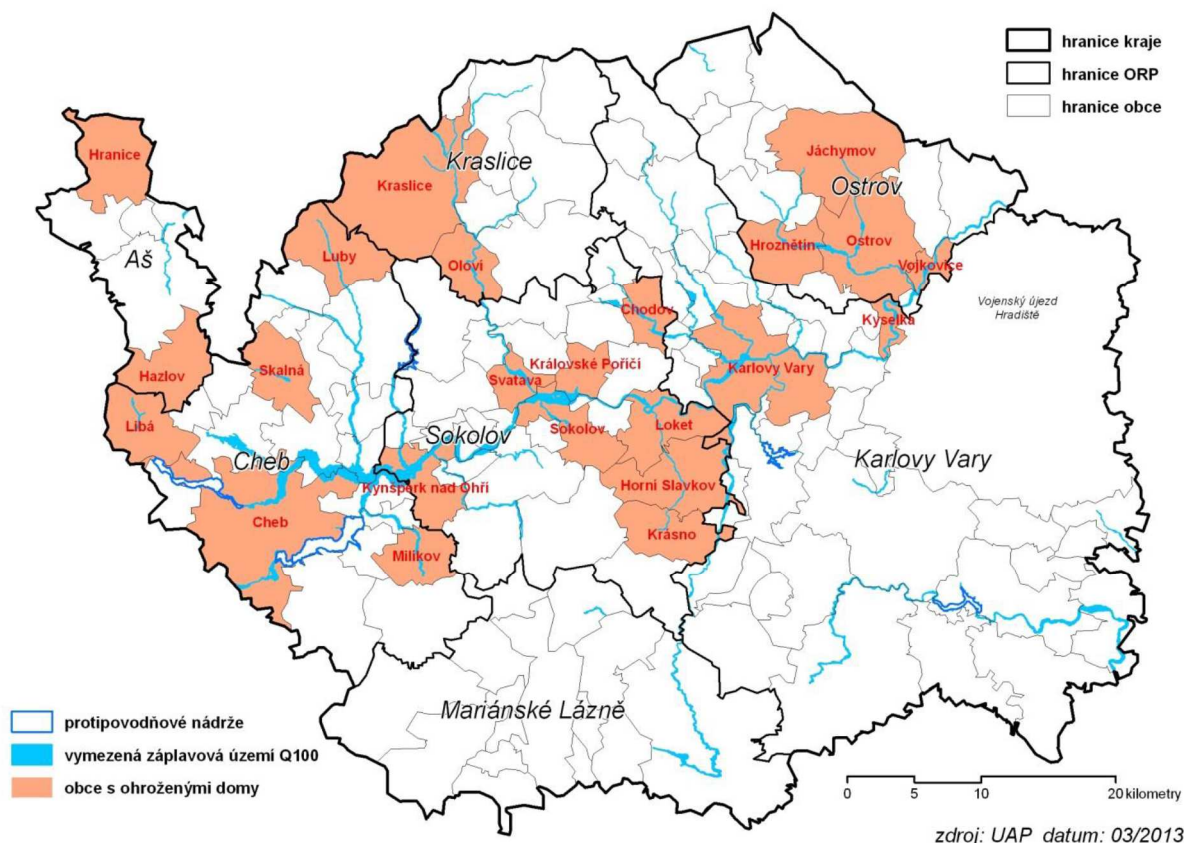 hranice kraje
hranice ORP
hranice obce
Hranice
Kraslice
Kraslice
Jáchymov
Ostrov
Aš
Luby
Oloví
Hroznětín
Ostrov
Vojkovice
Vojenský újezd
Hradiště
Chodov
Kyselka
Hazlov
Skalná
Královské Poříčí
Karlovy Vary
Svatava
Libá
Sokolov
Sokolov
Loket
Cheb
Karlovy Vary
Kynšperk nad Ohří
Horní Slavkov
Cheb
Krásno
Milíkov
Mariánské Lázně
protipovodňové nádrže
vymezená záplavová území Q100
obce s ohroženými domy
0 5 10 20 kilometry
zdroj: UAP datum: 03/2013